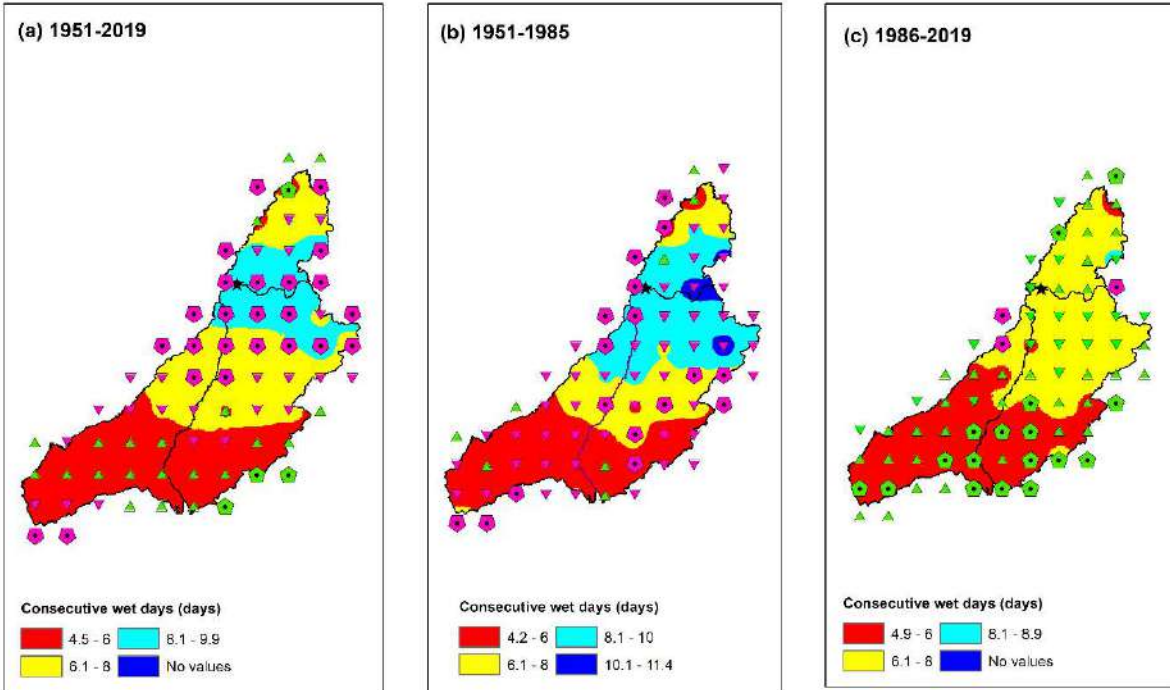 (a) 1951-2019
Consecutive wet days (days)
4.5 - 6
8.1 - 9.9
6.1 - 8
No values
(b) 1951-1985
Consecutive wet days (days)
4.2 - 6
8.1 - 10
6.1 - 8
10.1 - 11.4
(c) 1986-2019
Consecutive wet days (days)
4.9 - 6
8.1 - 8.9
6.1 - 8
No values